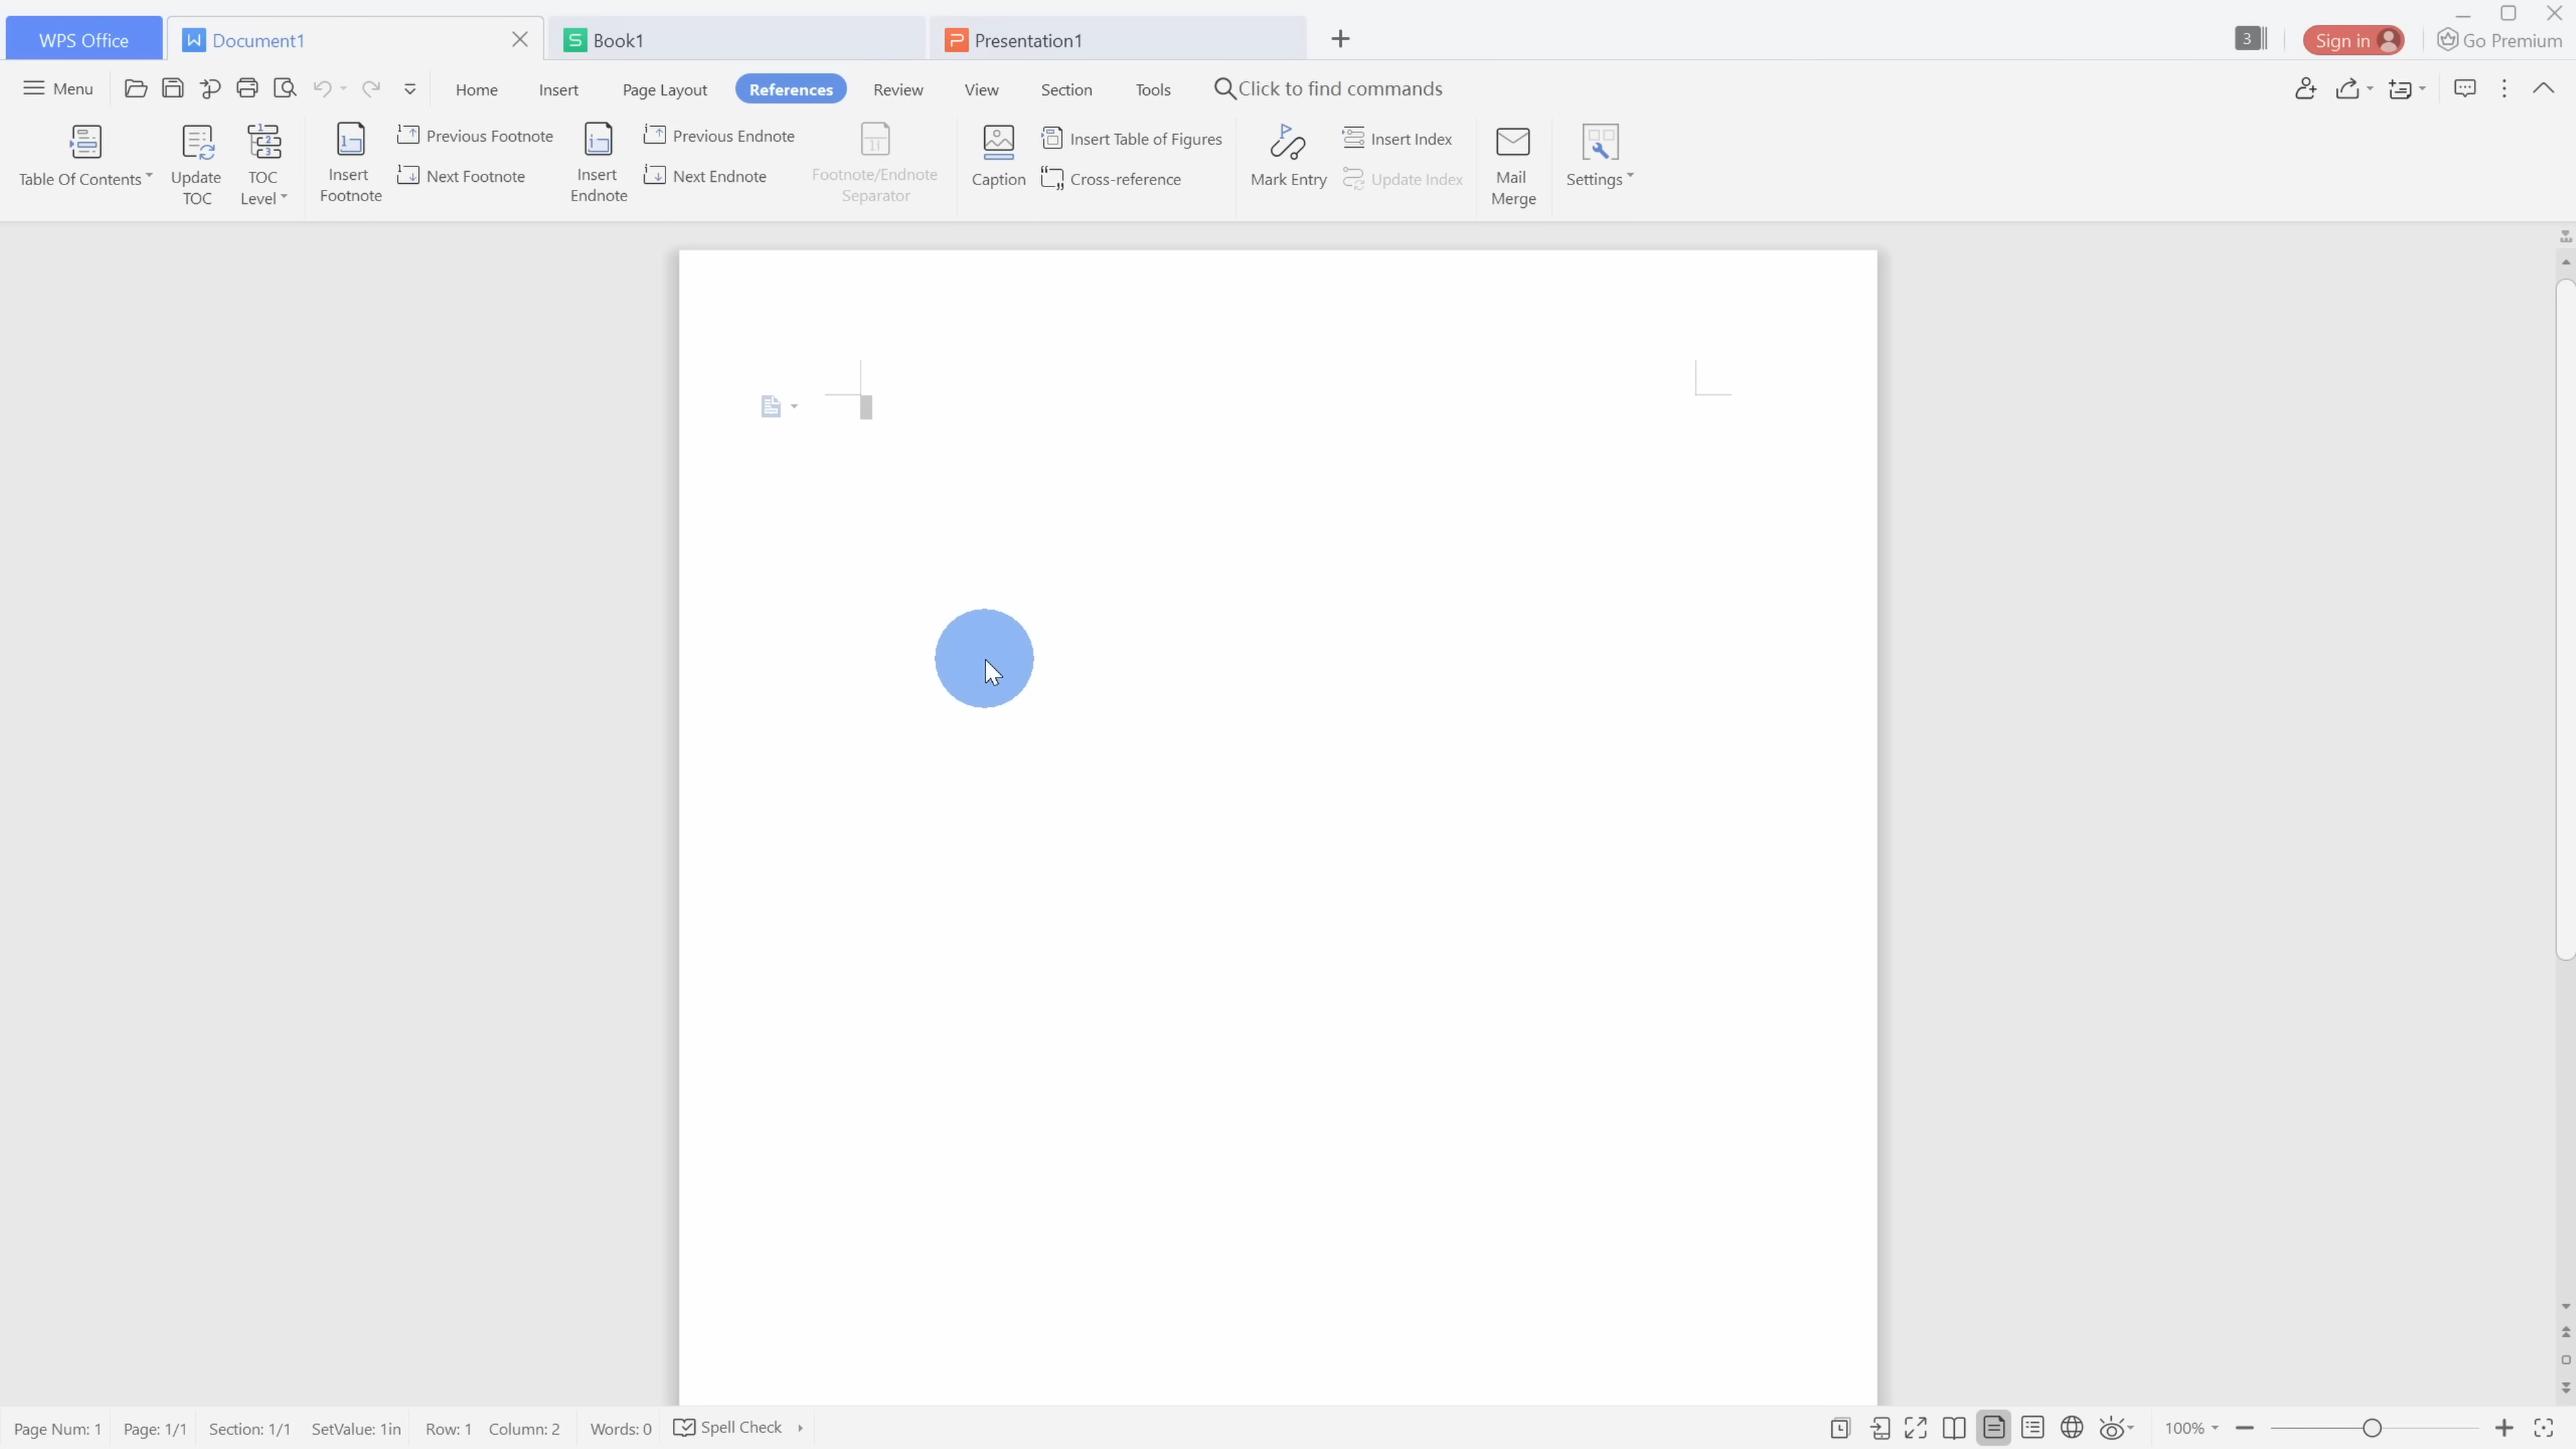 WPS Office
Document1
Book1
Presentation1
3
Sign in
Go Premium
Menu
Home
Insert
Page Layout
References
Review
View
Section
Tools
Click to find commands
Table Of Contents
Update
TOC
TOC
Level
Insert
Footnote
Previous Footnote
Next Footnote
Insert
Endnote
Previous Endnote
Next Endnote
Footnote/Endnote
Separator
Caption
Insert Table of Figures
Cross-reference
Mark Entry
Insert Index
Update Index
Mail
Merge
Settings
Page Num: 1
Page: 1/1
Section: 1/1
SetValue: 1in
Row: 1
Column: 2
Words: 0
Spell Check
100%